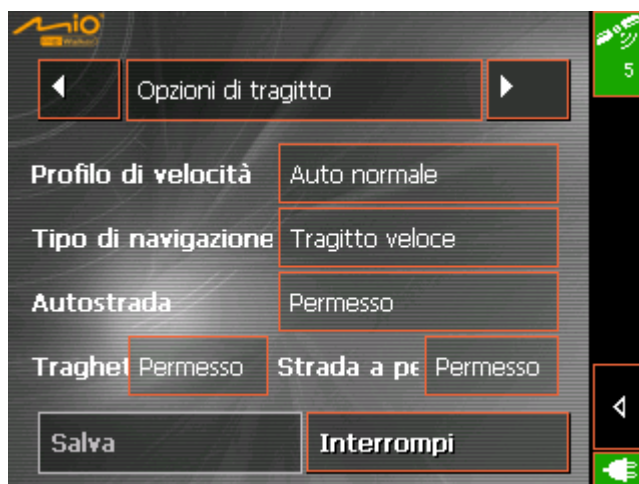 Mio
5
Opzioni di tragitto
Profilo di velocità Auto normale
Tipo di navigazione Tragitto veloce
Autostrada Permesso
Traghet Permesso Strada a pe Permesso
Salva Interrompi